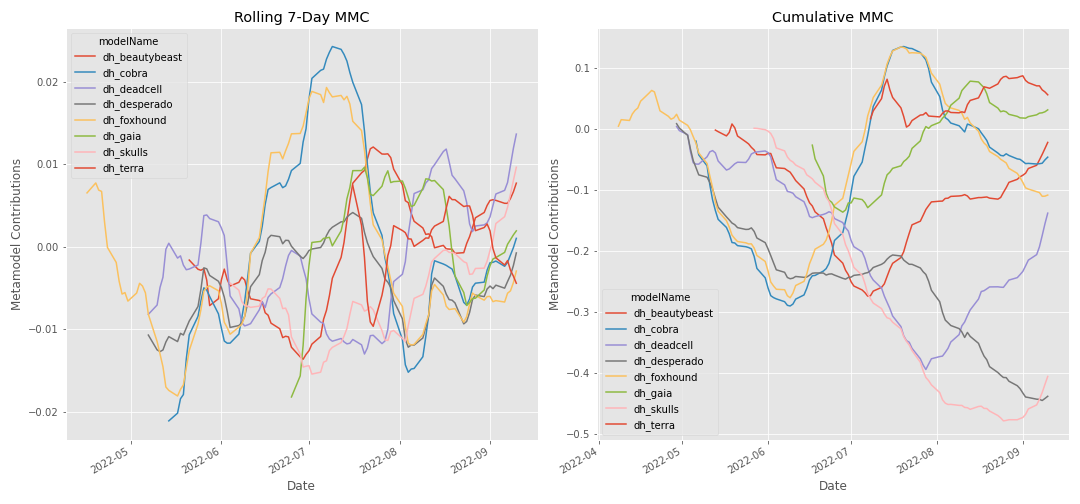 Rolling 7-Day MMC
Metamodel Contributions
0.02
0.01
0.00
−0.01
−0.02
modelName
dh_beautybeast
dh_cobra
dh_deadcell
dh_desperado
dh_foxhound
dh_gaia
dh_skulls
dh_terra
2022-05
2022-06
2022-07
2022-08
2022-09
Date
Cumulative MMC
Metamodel Contributions
0.1
0.0
−0.1
−0.2
−0.3
−0.4
−0.5
modelName
dh_beautybeast
dh_cobra
dh_deadcell
dh_desperado
dh_foxhound
dh_gaia
dh_skulls
dh_terra
2022-04
2022-05
2022-06
2022-07
2022-08
2022-09
Date